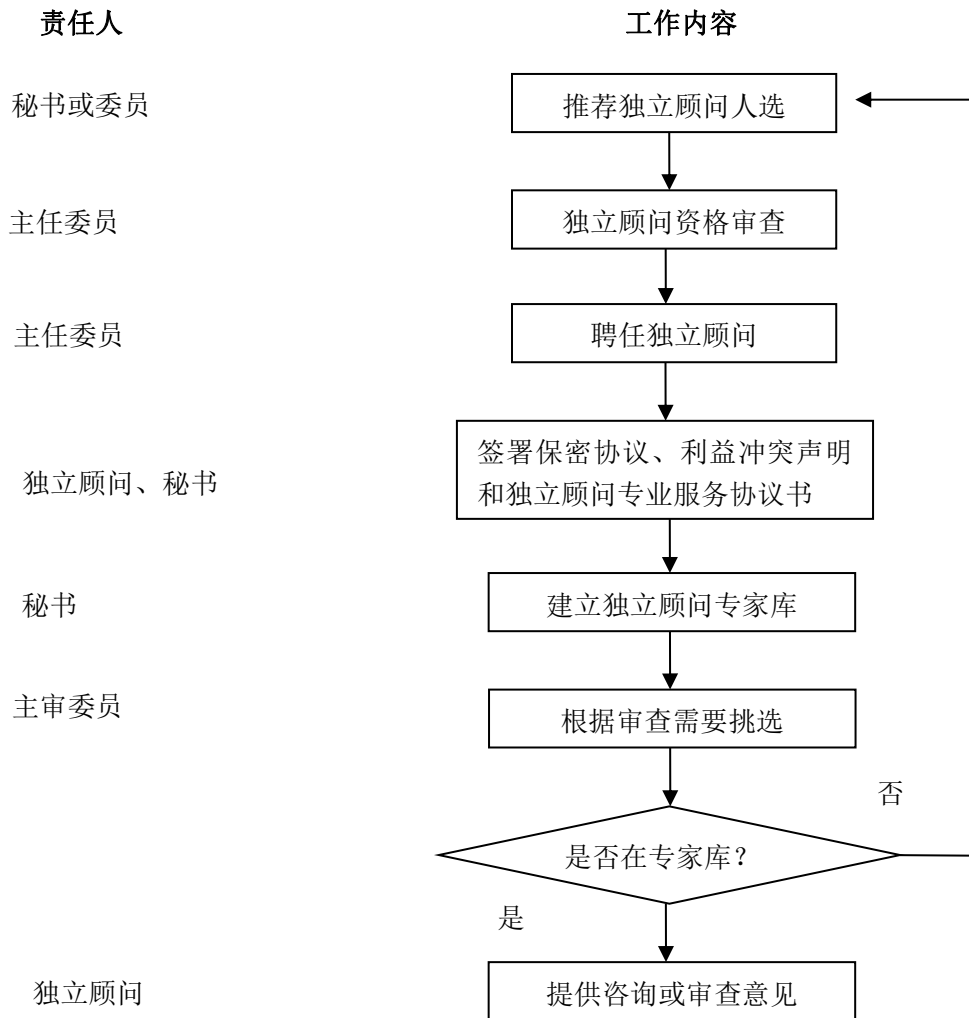 责任人 工作内容
秘书或委员 推荐独立顾问人选
主任委员 独立顾问资格审查
主任委员 聘任独立顾问
签署保密协议、利益冲突声明
独立顾问、秘书 和独立顾问专业服务协议书
秘书 建立独立顾问专家库
主审委员 根据审查需要挑选
否
是否在专家库？
是
独立顾问 提供咨询或审查意见